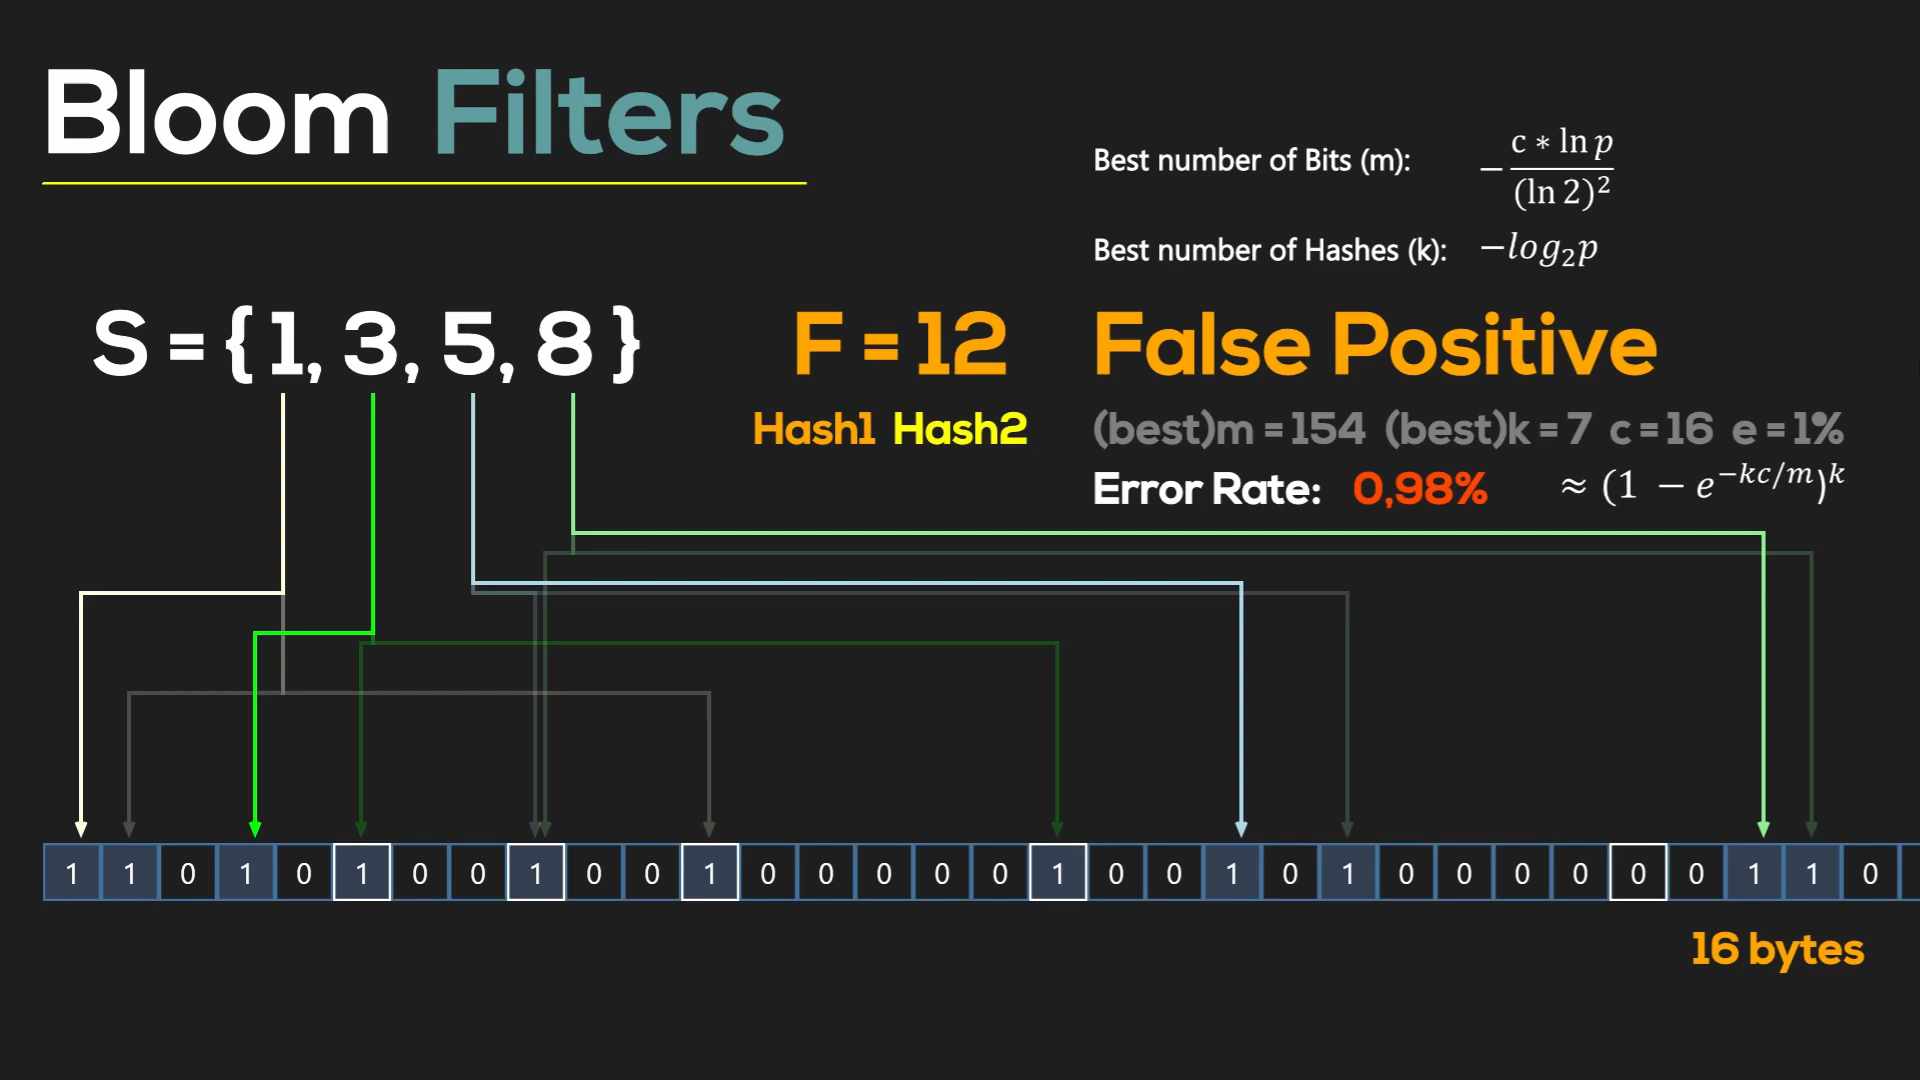 Bloom Filters
Best number of Bits (m): − c ∗ ln p / (ln 2)²
Best number of Hashes (k): −log₂p
S = { 1, 3, 5, 8 } F = 12 False Positive
Hash1 Hash2 (best)m = 154 (best)k = 7 c = 16 e = 1%
Error Rate: 0,98% ≈ (1 − e^{−kc/m})^k
1 1 0 1 0 1 0 0 1 0 0 1 0 0 0 0 0 1 0 0 1 0 1 0 0 0 0 0 0 1 1 0
16 bytes